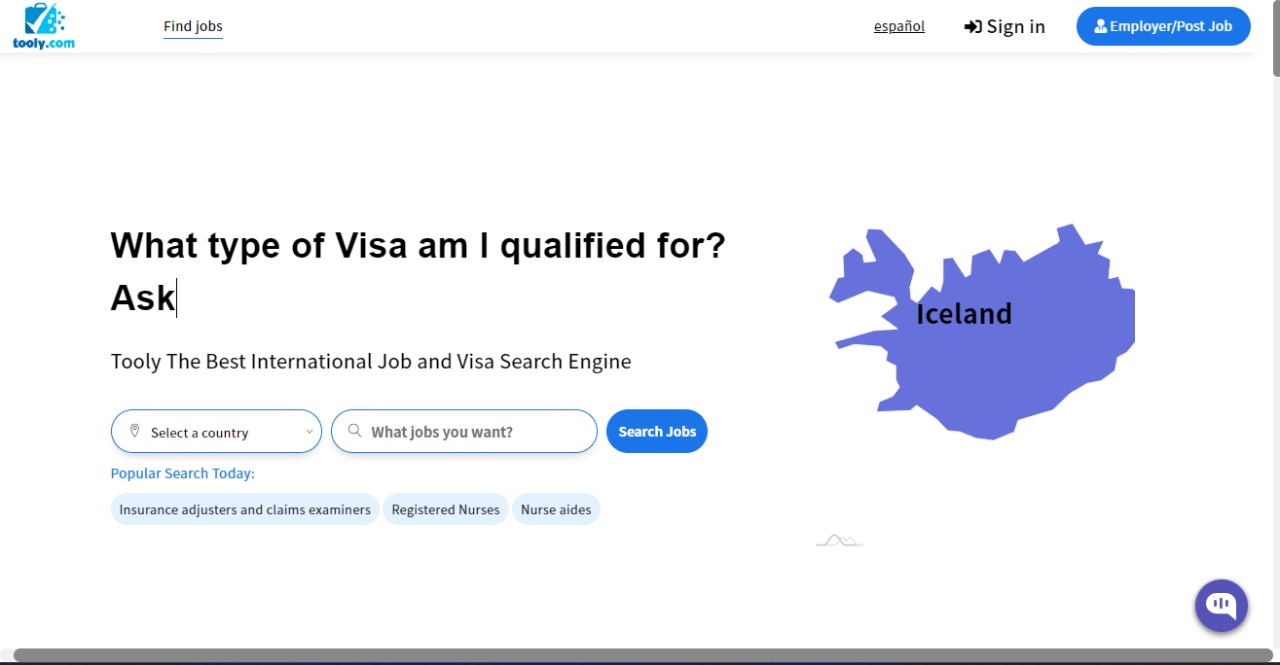 tooly.com
Find jobs
español
Sign in
Employer/Post Job
What type of Visa am I qualified for?
Ask
Iceland
Tooly The Best International Job and Visa Search Engine
Select a country
What jobs you want?
Search Jobs
Popular Search Today:
Insurance adjusters and claims examiners
Registered Nurses
Nurse aides